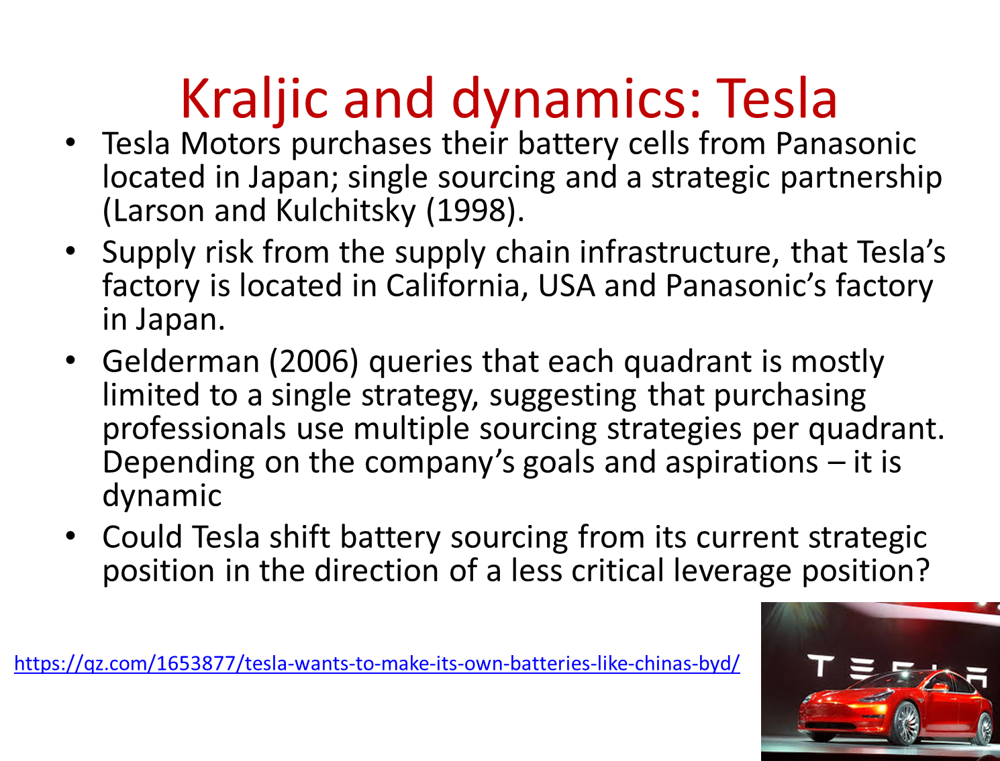 Kraljic and dynamics: Tesla
• Tesla Motors purchases their battery cells from Panasonic
located in Japan; single sourcing and a strategic partnership
(Larson and Kulchitsky (1998).
• Supply risk from the supply chain infrastructure, that Tesla’s
factory is located in California, USA and Panasonic’s factory
in Japan.
• Gelderman (2006) queries that each quadrant is mostly
limited to a single strategy, suggesting that purchasing
professionals use multiple sourcing strategies per quadrant.
Depending on the company’s goals and aspirations – it is
dynamic
• Could Tesla shift battery sourcing from its current strategic
position in the direction of a less critical leverage position?
https://qz.com/1653877/tesla-wants-to-make-its-own-batteries-like-chinas-byd/
TESLA